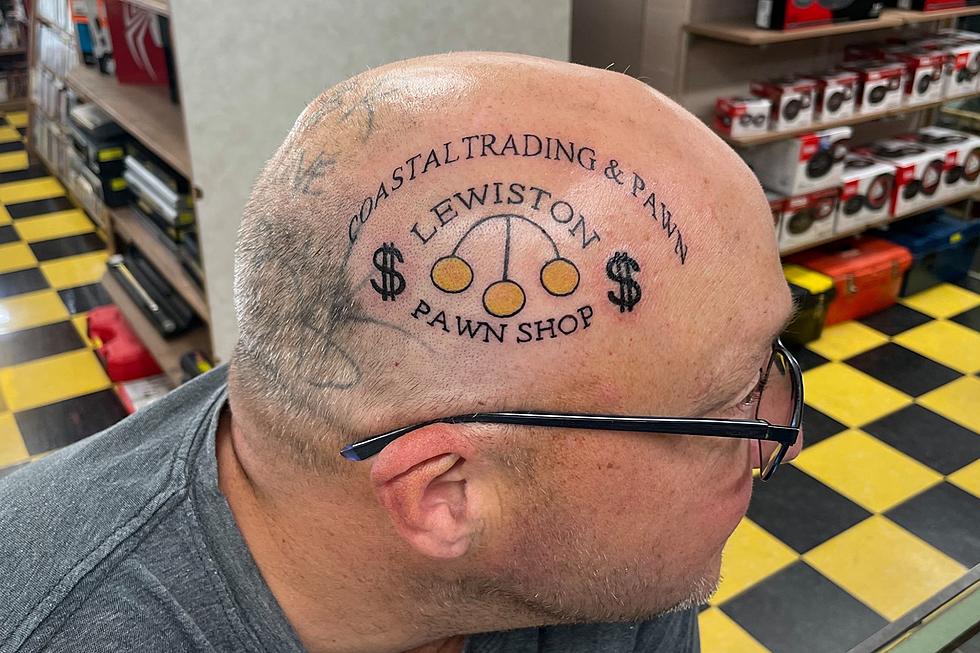 COASTAL TRADING & PAWN
LEWISTON
$ $
PAWN SHOP